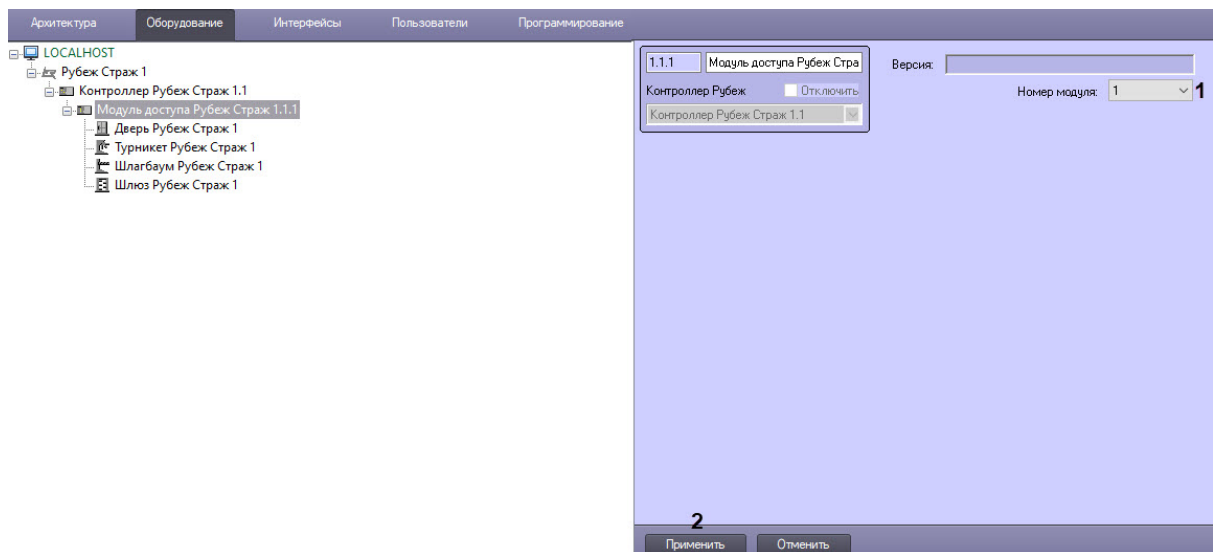 Архитектура Оборудование Интерфейсы Пользователи Программирование
LOCALHOST
Рубеж Страж 1
Контроллер Рубеж Страж 1.1
Модуль доступа Рубеж Страж 1.1.1
Дверь Рубеж Страж 1
Турникет Рубеж Страж 1
Шлагбаум Рубеж Страж 1
Шлюз Рубеж Страж 1
1.1.1 Модуль доступа Рубеж Стра
Контроллер Рубеж Отключить
Контроллер Рубеж Страж 1.1
Версия:
Номер модуля: 1 1
2
Применить Отменить